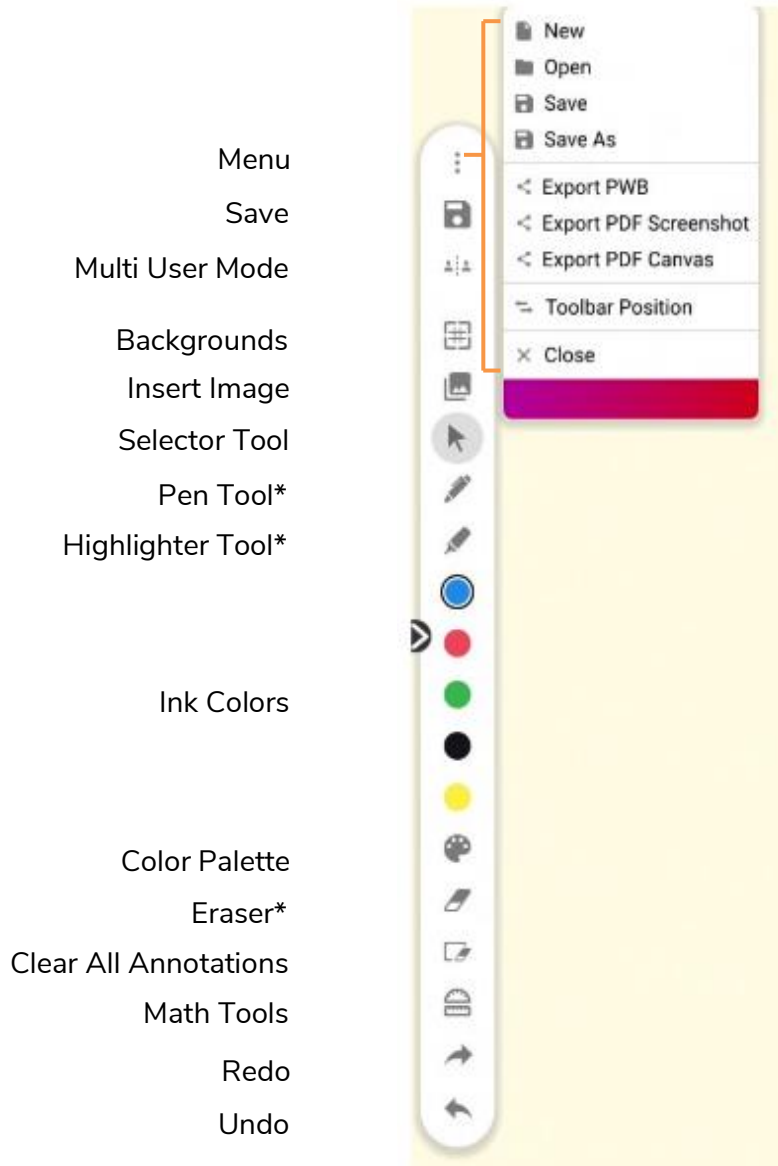 Menu
Save
Multi User Mode
Backgrounds
Insert Image
Selector Tool
Pen Tool*
Highlighter Tool*
Ink Colors
Color Palette
Eraser*
Clear All Annotations
Math Tools
Redo
Undo
New
Open
Save
Save As
Export PWB
Export PDF Screenshot
Export PDF Canvas
Toolbar Position
Close